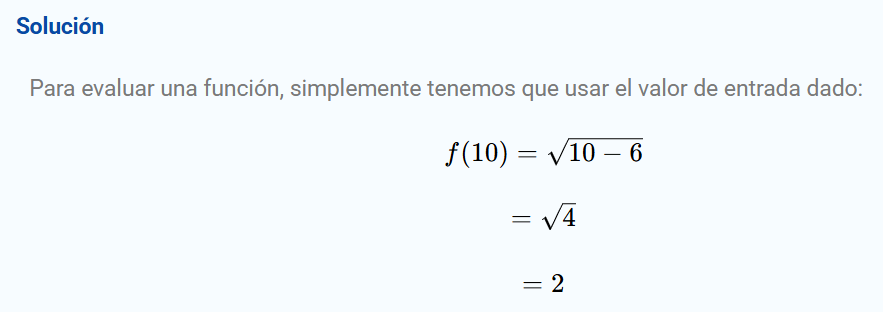 Solución
Para evaluar una función, simplemente tenemos que usar el valor de entrada dado:
f(10) = √(10 − 6)
= √4
= 2